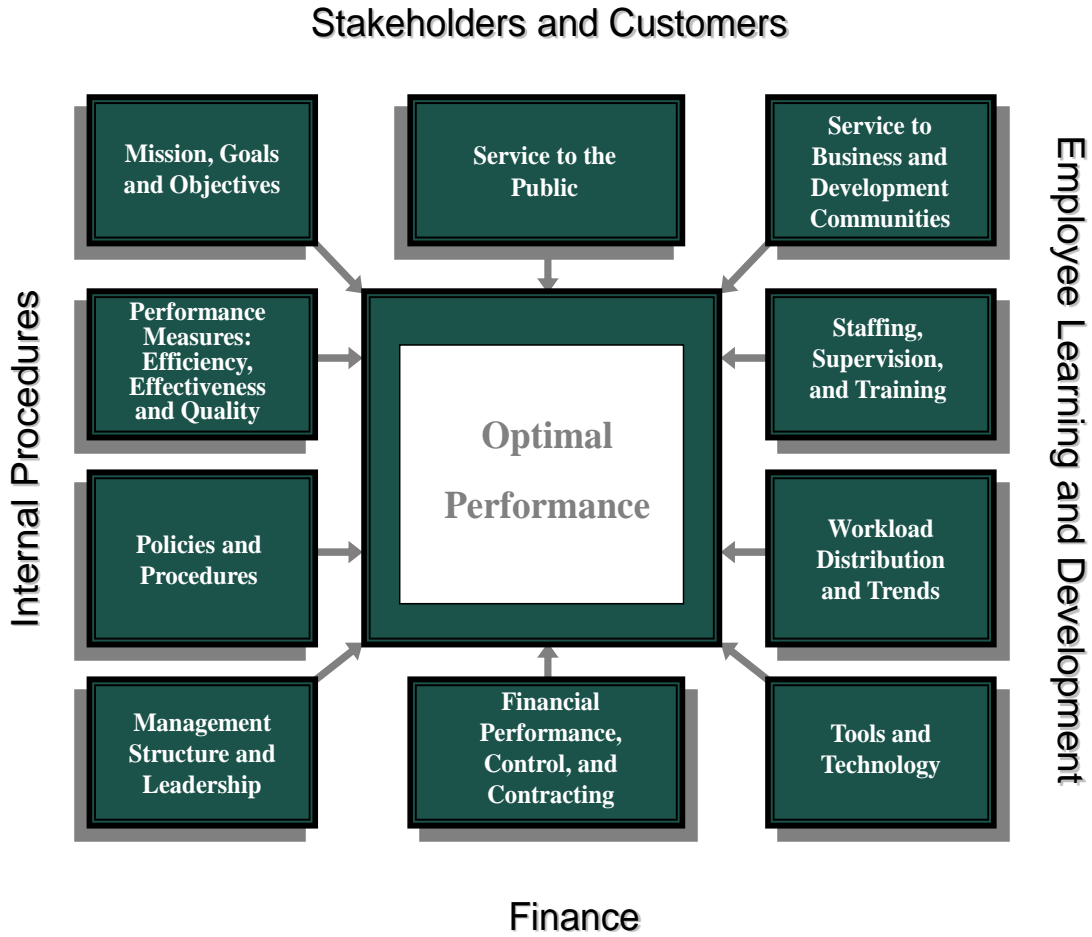 Stakeholders and Customers
Mission, Goals
and Objectives
Service to the
Public
Service to
Business and
Development
Communities
Internal Procedures
Performance
Measures:
Efficiency,
Effectiveness
and Quality
Optimal
Performance
Staffing,
Supervision,
and Training
Employee Learning and Development
Policies and
Procedures
Workload
Distribution
and Trends
Management
Structure and
Leadership
Financial
Performance,
Control, and
Contracting
Tools and
Technology
Finance